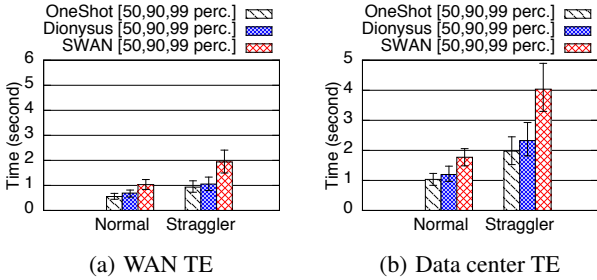 OneShot [50,90,99 perc.]
Dionysus [50,90,99 perc.]
SWAN [50,90,99 perc.]
6
5
4
3
2
1
0
Time (second)
Normal Straggler
(a) WAN TE
OneShot [50,90,99 perc.]
Dionysus [50,90,99 perc.]
SWAN [50,90,99 perc.]
5
4
3
2
1
0
Time (second)
Normal Straggler
(b) Data center TE